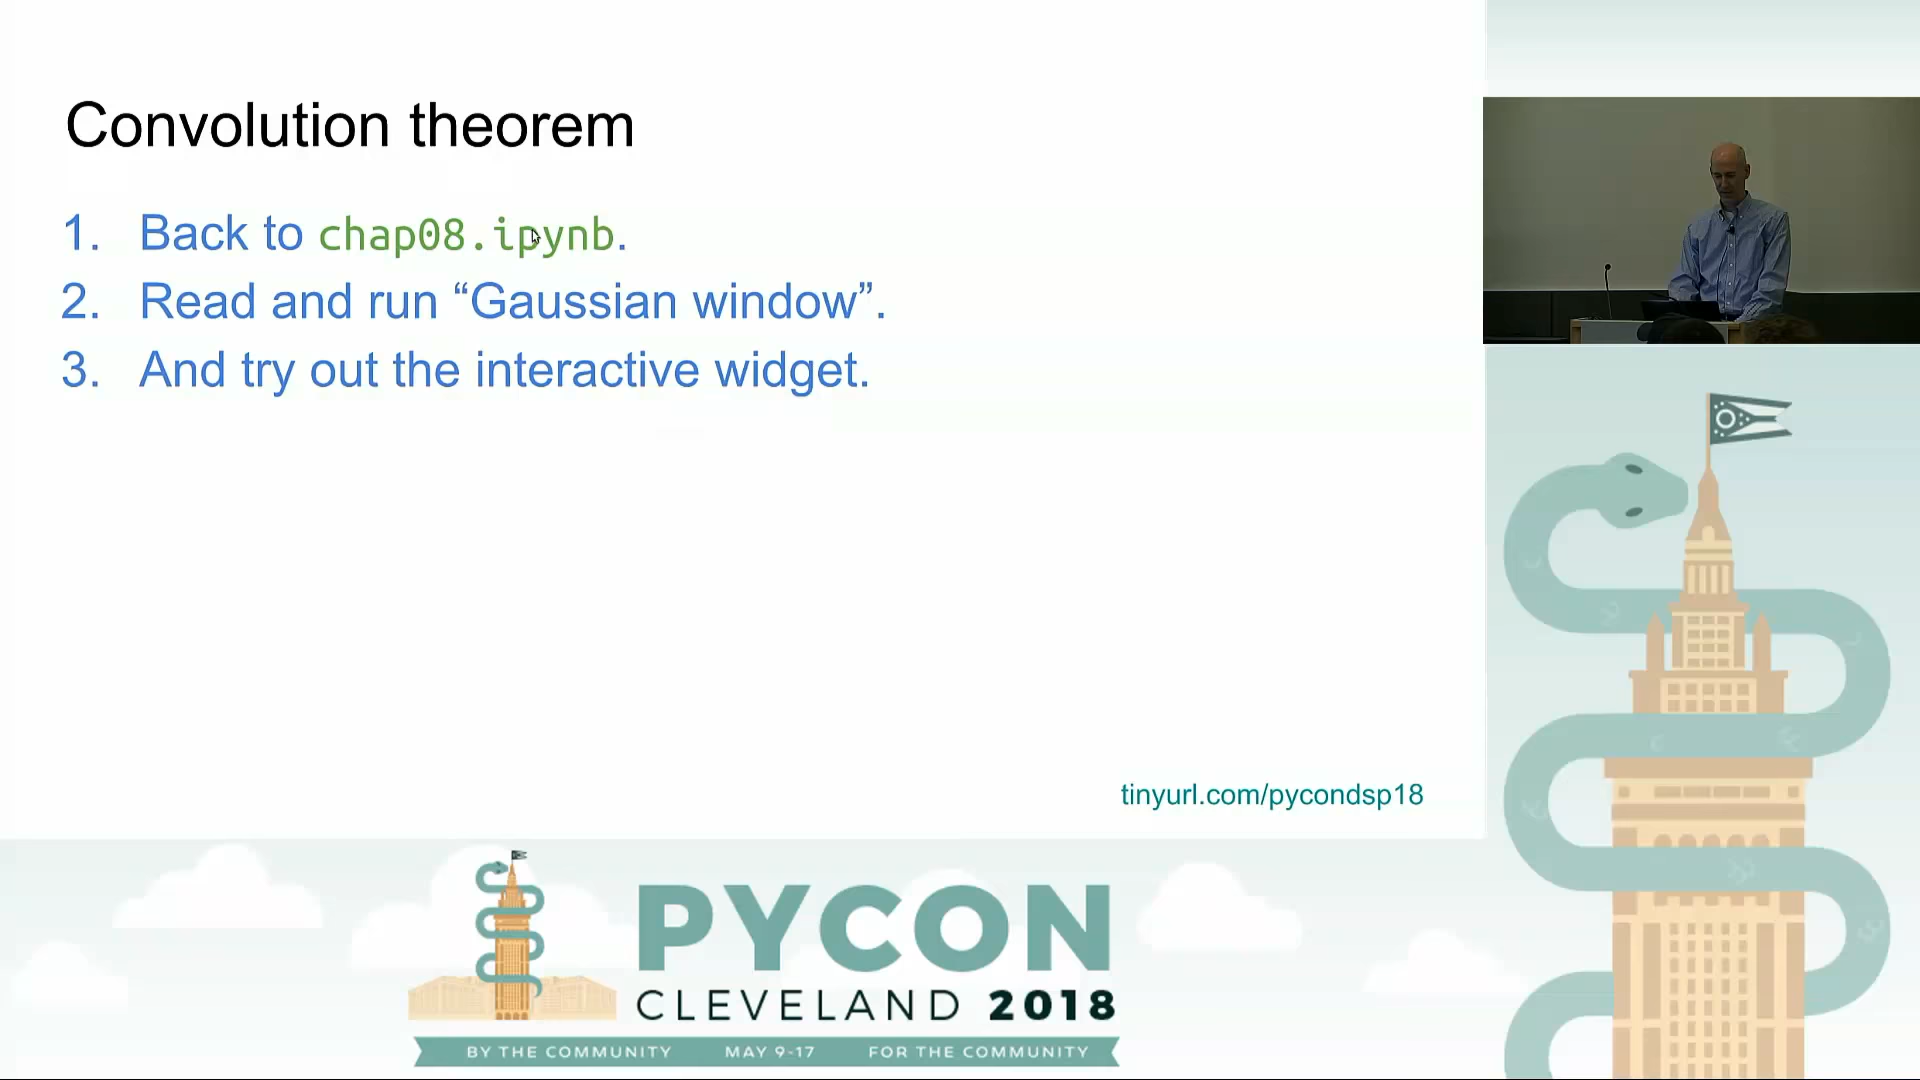 Convolution theorem
1. Back to chap08.ipynb.
2. Read and run “Gaussian window”.
3. And try out the interactive widget.
tinyurl.com/pycondsp18
PYCON
CLEVELAND 2018
BY THE COMMUNITY MAY 9-17 FOR THE COMMUNITY